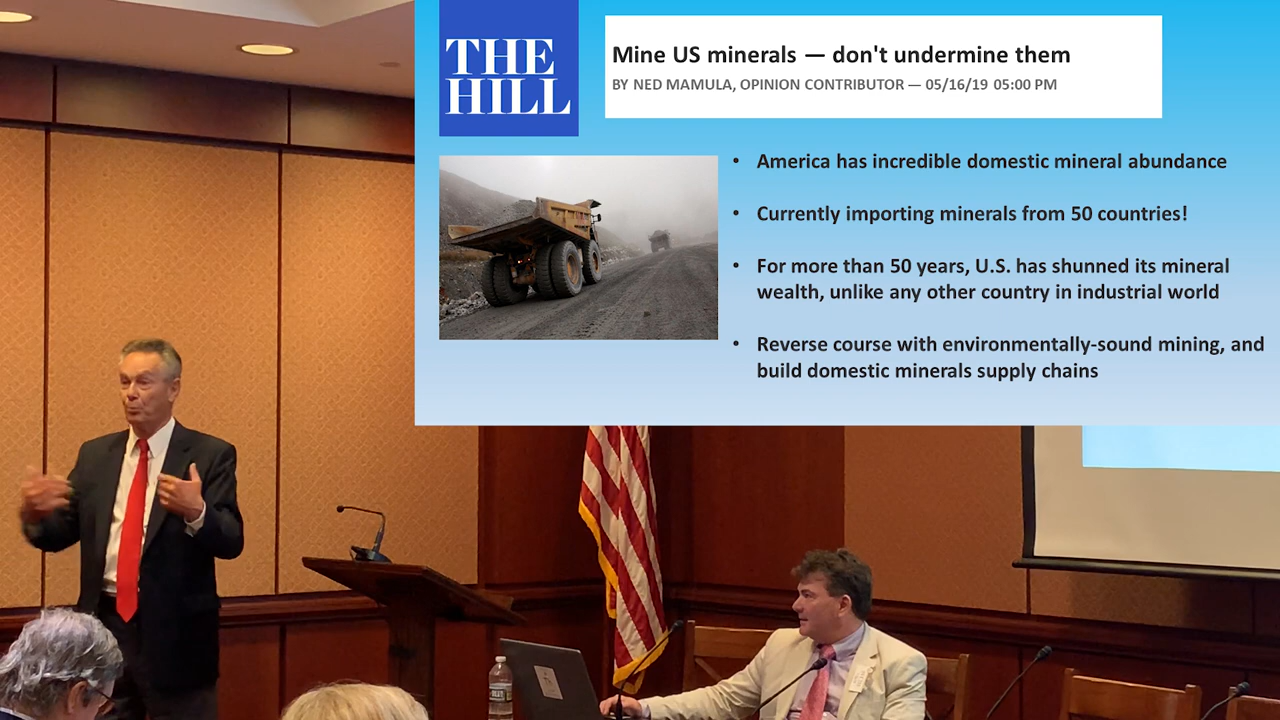 THE
HILL
Mine US minerals — don't undermine them
BY NED MAMULA, OPINION CONTRIBUTOR — 05/16/19 05:00 PM
• America has incredible domestic mineral abundance
• Currently importing minerals from 50 countries!
• For more than 50 years, U.S. has shunned its mineral
wealth, unlike any other country in industrial world
• Reverse course with environmentally-sound mining, and
build domestic minerals supply chains